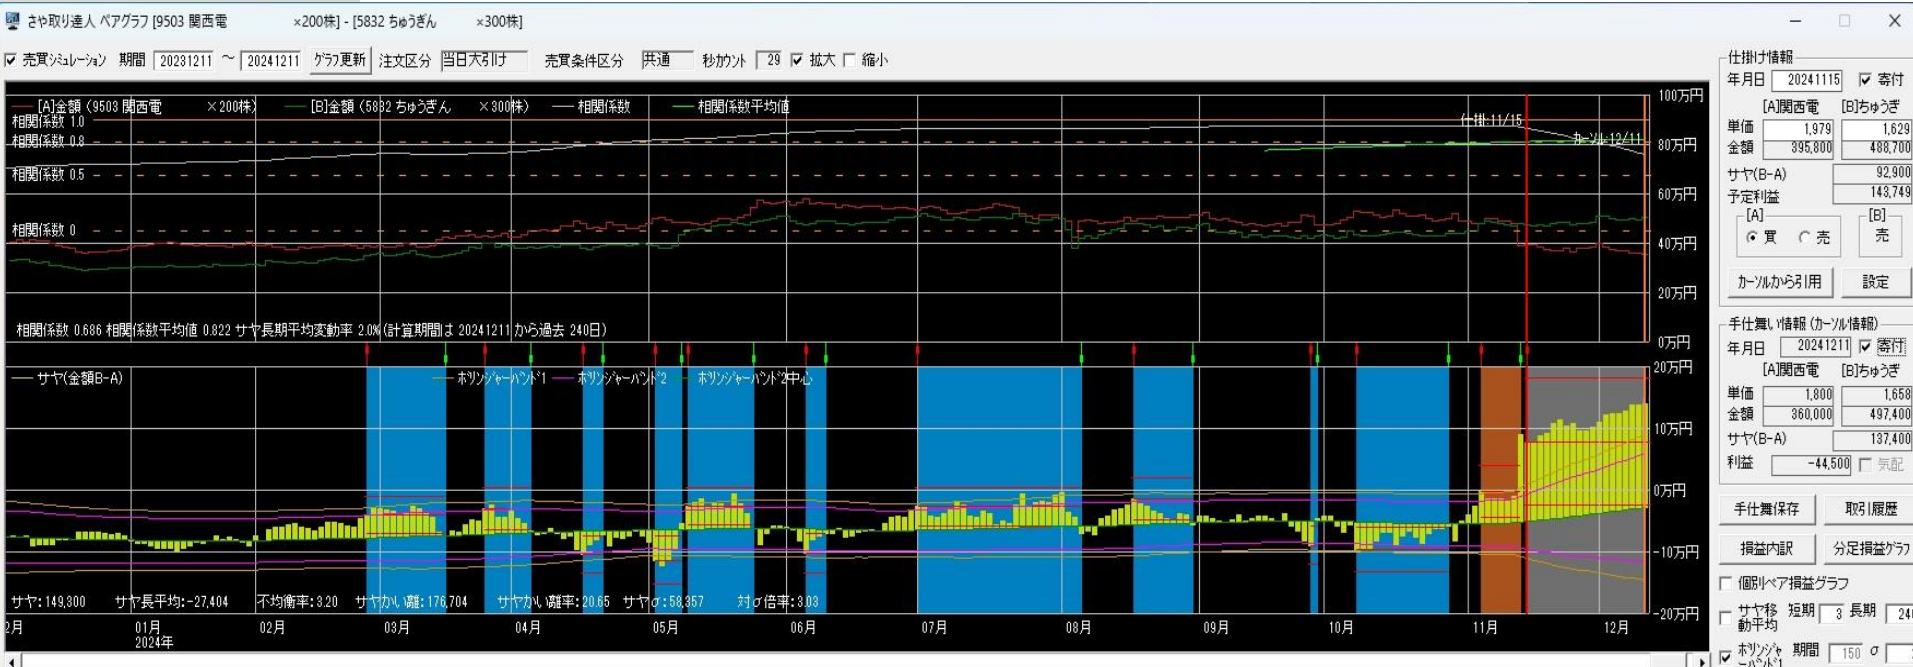 さや取り達人 ペアグラフ [9503 関西電　　×200株] - [5832 ちゅうぎん　　×300株]
売買シミュレーション 期間 20231211 ～ 20241211 グラフ更新 注文区分 当日大引け 売買条件区分 共通 秒カウント 29 拡大 縮小
[A]金額 (9503 関西電 ×200株) [B]金額 (5832 ちゅうぎん ×300株) 相関係数 相関係数平均値
相関係数 1.0
相関係数 0.8
相関係数 0.5
相関係数 0
仕掛:11/15
カーソル:12/11
100万円
80万円
60万円
40万円
20万円
0万円
相関係数 0.686 相関係数平均値 0.822 サヤ長期平均変動率 2.0%(計算期間は 20241211 から過去 240日)
サヤ(金額B-A) ボリンジャーバンド1 ボリンジャーバンド2 ボリンジャーバンド2中心
20万円
10万円
0万円
-10万円
-20万円
サヤ:149,300 サヤ長平均:-27,404 不均衡率:3.20 サヤかい離:176,704 サヤかい離率:20.65 サヤσ:58,357 対σ倍率:3.03
2月 01月 02月 03月 04月 05月 06月 07月 08月 09月 10月 11月 12月
2024年
仕掛け情報
年月日 20241115 寄付
[A]関西電 [B]ちゅうぎ
単価 1,979 1,629
金額 395,800 488,700
サヤ(B-A) 92,900
予定利益 143,749
[A] [B]
買 売 売
カーソルから引用 設定
手仕舞い情報 (カーソル情報)
年月日 20241211 寄付
[A]関西電 [B]ちゅうぎ
単価 1,800 1,658
金額 360,000 497,400
サヤ(B-A) 137,400
利益 -44,500 気配
手仕舞保存 取引履歴
損益内訳 分足損益グラフ
個別ペア損益グラフ
サヤ移動平均 短期 3 長期 240
ボリンジャーバンド1 期間 150 σ